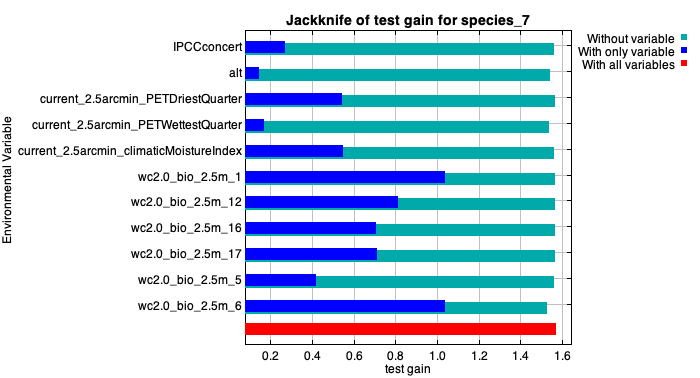 Jackknife of test gain for species_7
Without variable
With only variable
With all variables
Environmental Variable
IPCCconcert
alt
current_2.5arcmin_PETDriestQuarter
current_2.5arcmin_PETWettestQuarter
current_2.5arcmin_climaticMoistureIndex
wc2.0_bio_2.5m_1
wc2.0_bio_2.5m_12
wc2.0_bio_2.5m_16
wc2.0_bio_2.5m_17
wc2.0_bio_2.5m_5
wc2.0_bio_2.5m_6
0.2 0.4 0.6 0.8 1.0 1.2 1.4 1.6
test gain